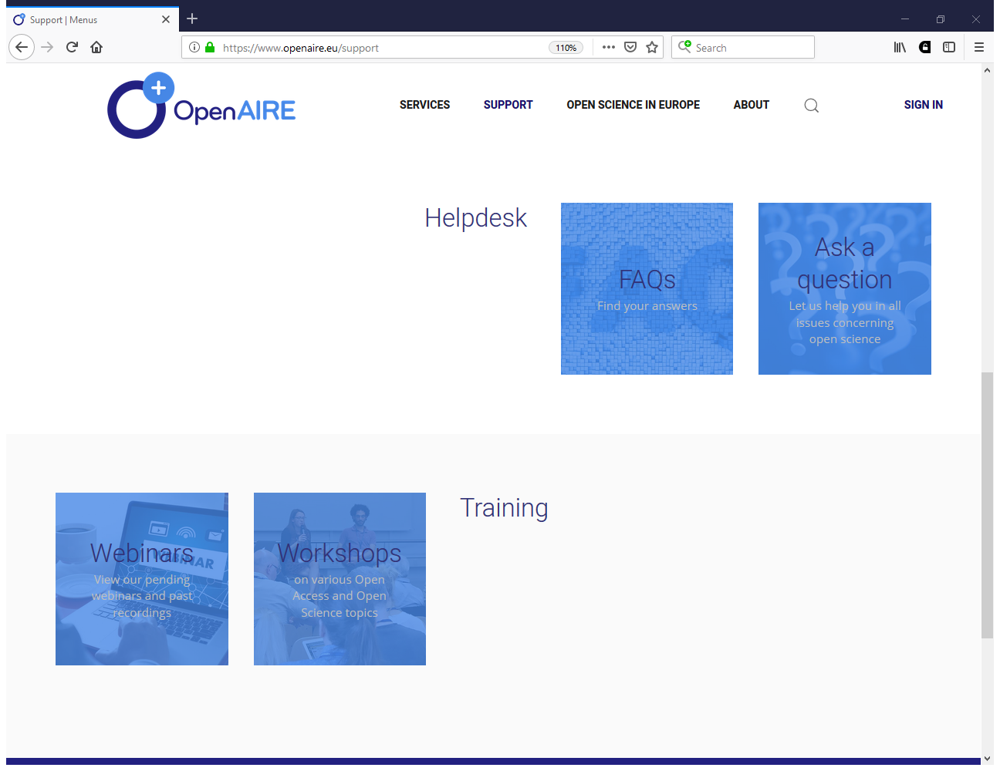 Support | Menus
https://www.openaire.eu/support
110%
Search
OpenAIRE
SERVICES
SUPPORT
OPEN SCIENCE IN EUROPE
ABOUT
SIGN IN
Helpdesk
FAQ
FAQs
Find your answers
Ask a
question
Let us help you in all
issues concerning
open science
WEBINAR
Webinars
View our pending
webinars and past
recordings
Workshops
on various Open
Access and Open
Science topics
Training